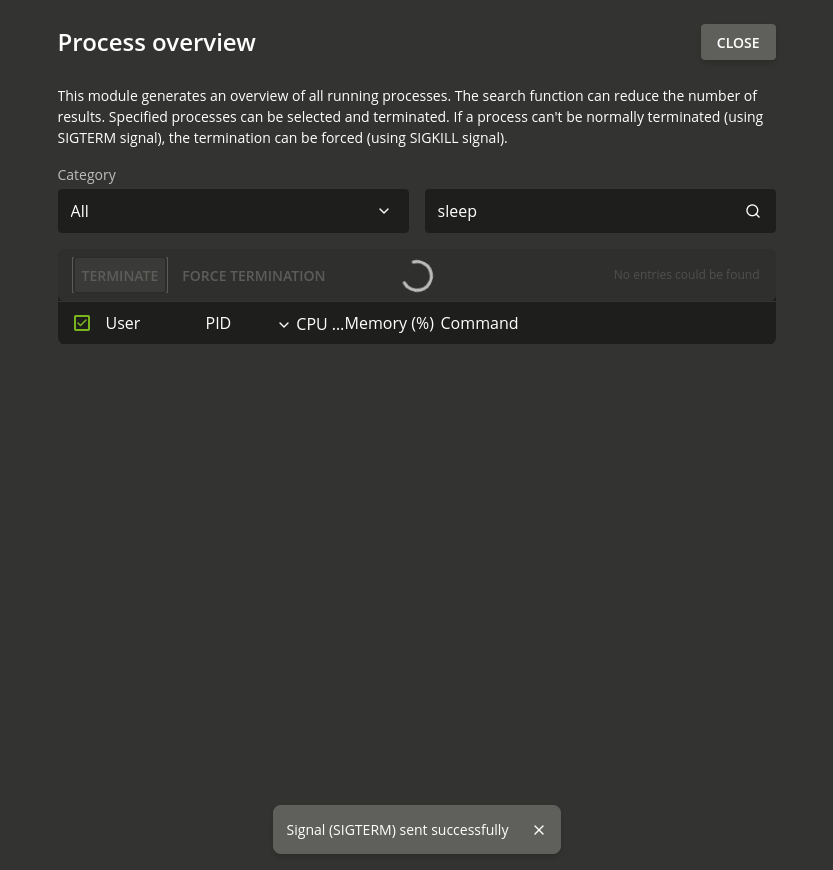 Process overview
CLOSE
This module generates an overview of all running processes. The search function can reduce the number of
results. Specified processes can be selected and terminated. If a process can't be normally terminated (using
SIGTERM signal), the termination can be forced (using SIGKILL signal).
Category
All
sleep
TERMINATE FORCE TERMINATION No entries could be found
User PID CPU ... Memory (%) Command
Signal (SIGTERM) sent successfully